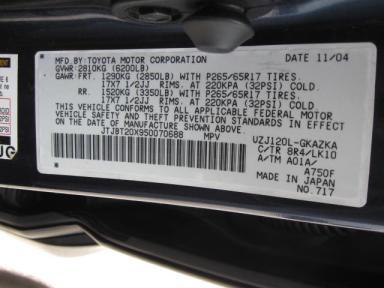 MFD.BY:TOYOTA MOTOR CORPORATION DATE 11/04
GVWR:2810KG (6200LB)
GAWR:FRT. 1290KG (2850LB) WITH P265/65R17 TIRES,
17X7 1/2JJ RIMS. AT 220KPA (32PSI) COLD.
RR. 1520KG (3350LB) WITH P265/65R17 TIRES,
17X7 1/2JJ RIMS. AT 220KPA (32PSI) COLD.
THIS VEHICLE CONFORMS TO ALL APPLICABLE FEDERAL MOTOR
VEHICLE SAFETY AND THEFT PREVENTION STANDARDS IN EFFECT
ON THE DATE OF MANUFACTURE SHOWN ABOVE.
JTJBT20X950070688 MPV
UZJ120L-GKAZKA
C/TR 8R4/LK10
A/TM A01A/
A750F
MADE IN JAPAN
NO.717